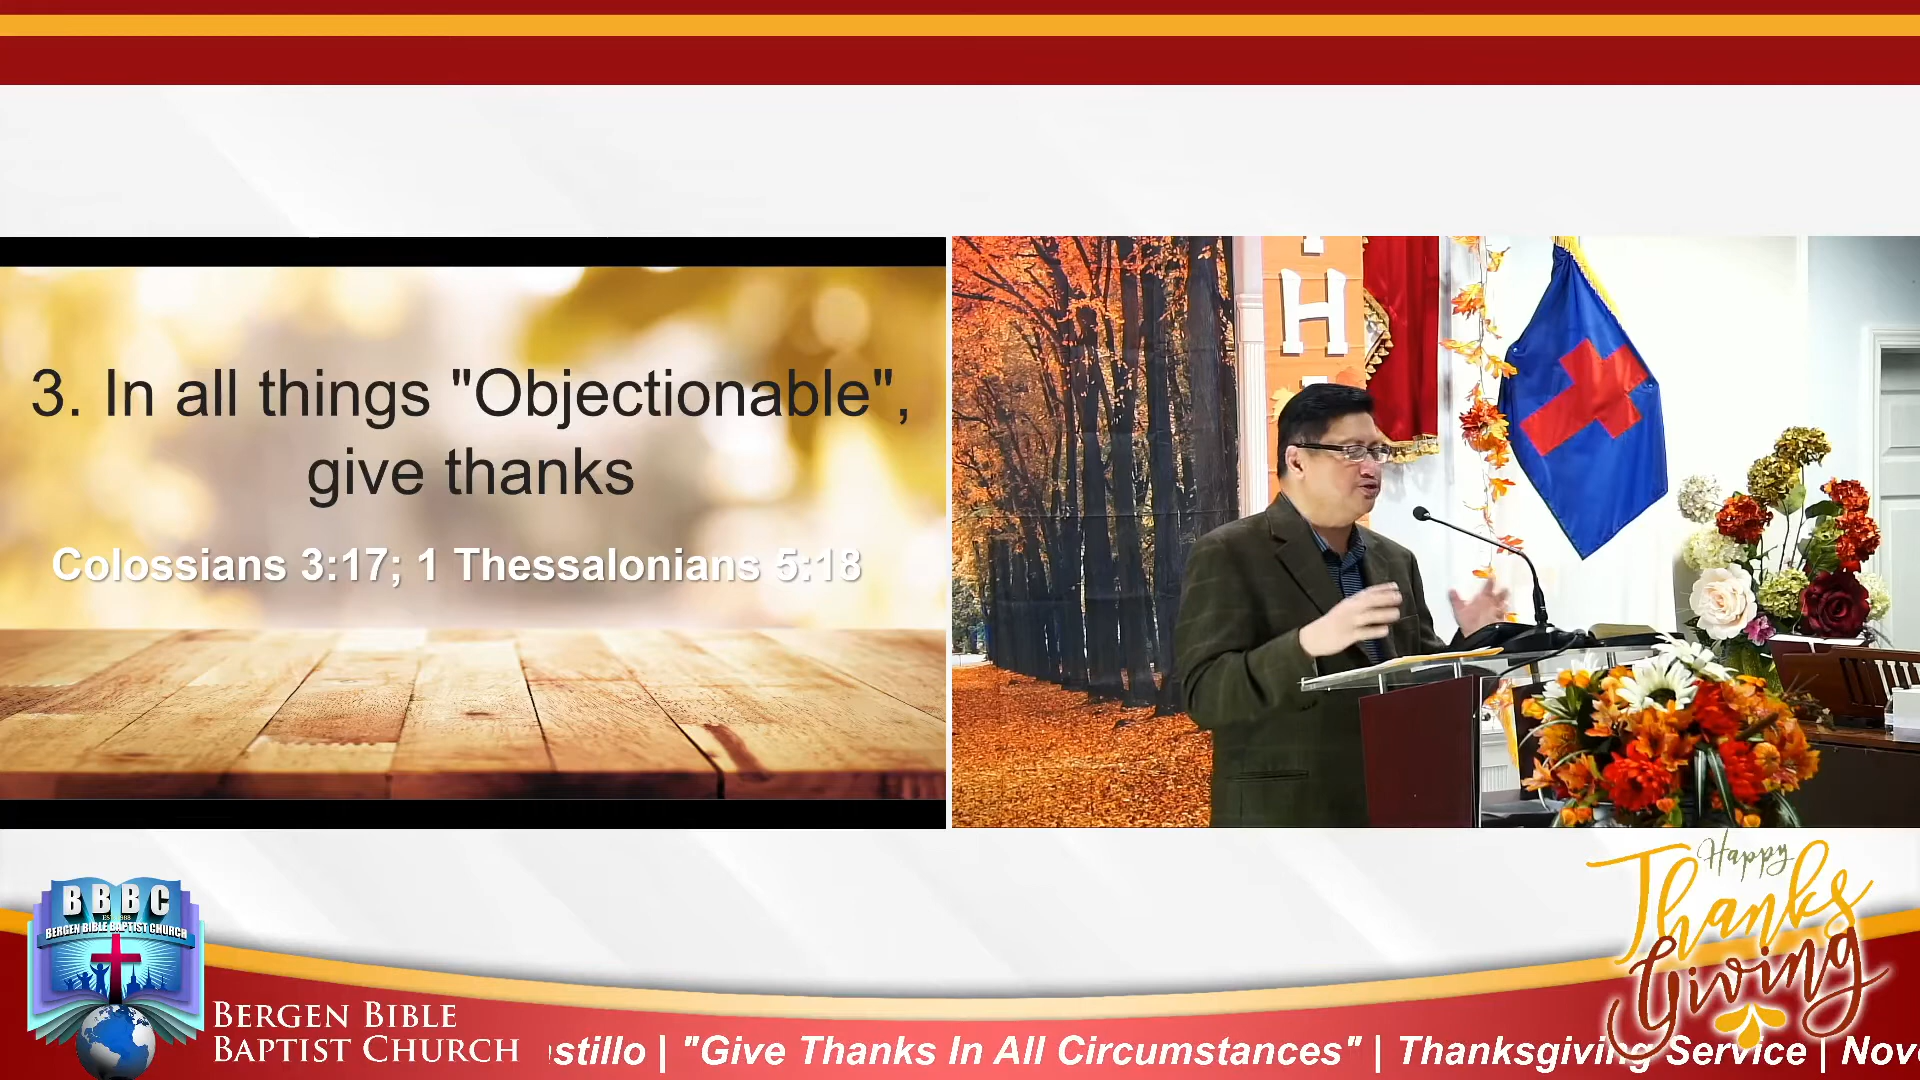 3. In all things "Objectionable",
give thanks
Colossians 3:17; 1 Thessalonians 5:18
H
Happy
Thanks
Giving
B B B C
BERGEN BIBLE BAPTIST CHURCH
BERGEN BIBLE
BAPTIST CHURCH
stillo | "Give Thanks In All Circumstances" | Thanksgiving Service | Nov